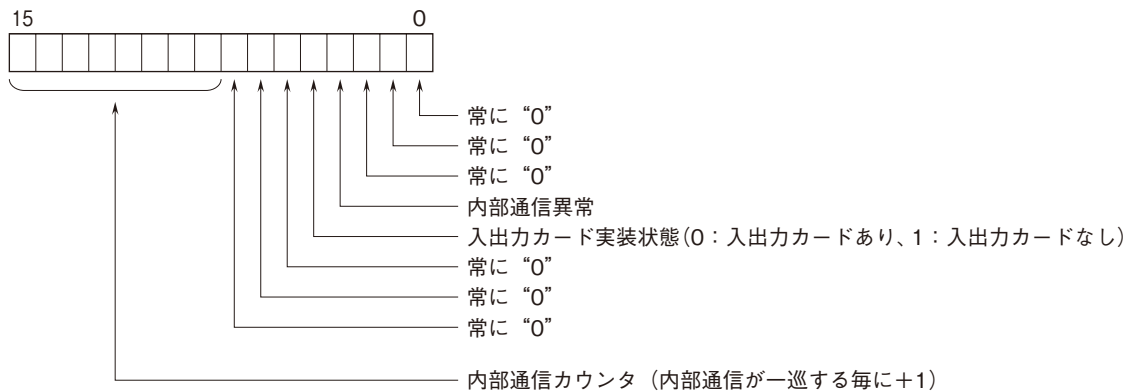 15 0
常に “0”
常に “0”
常に “0”
内部通信異常
入出力カード実装状態(0：入出力カードあり、1：入出力カードなし)
常に “0”
常に “0”
常に “0”
内部通信カウンタ（内部通信が一巡する毎に＋1）